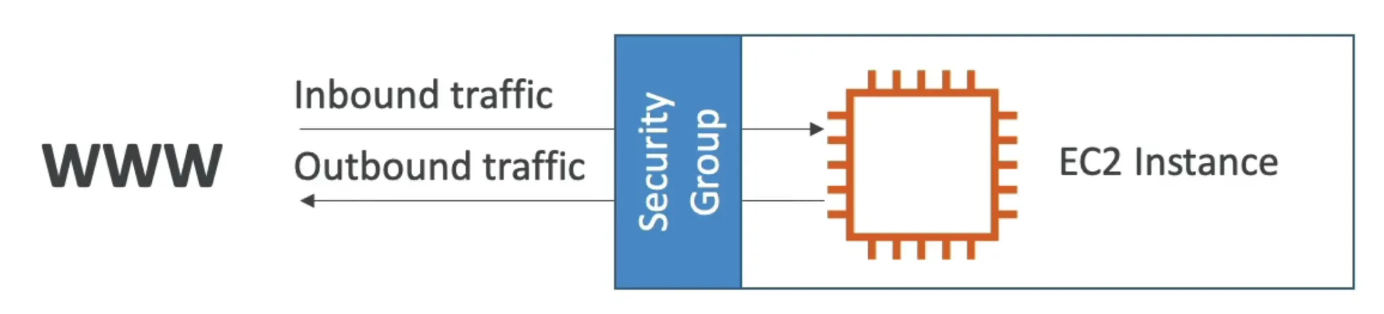 WWW
Inbound traffic
Outbound traffic
Security
Group
EC2 Instance